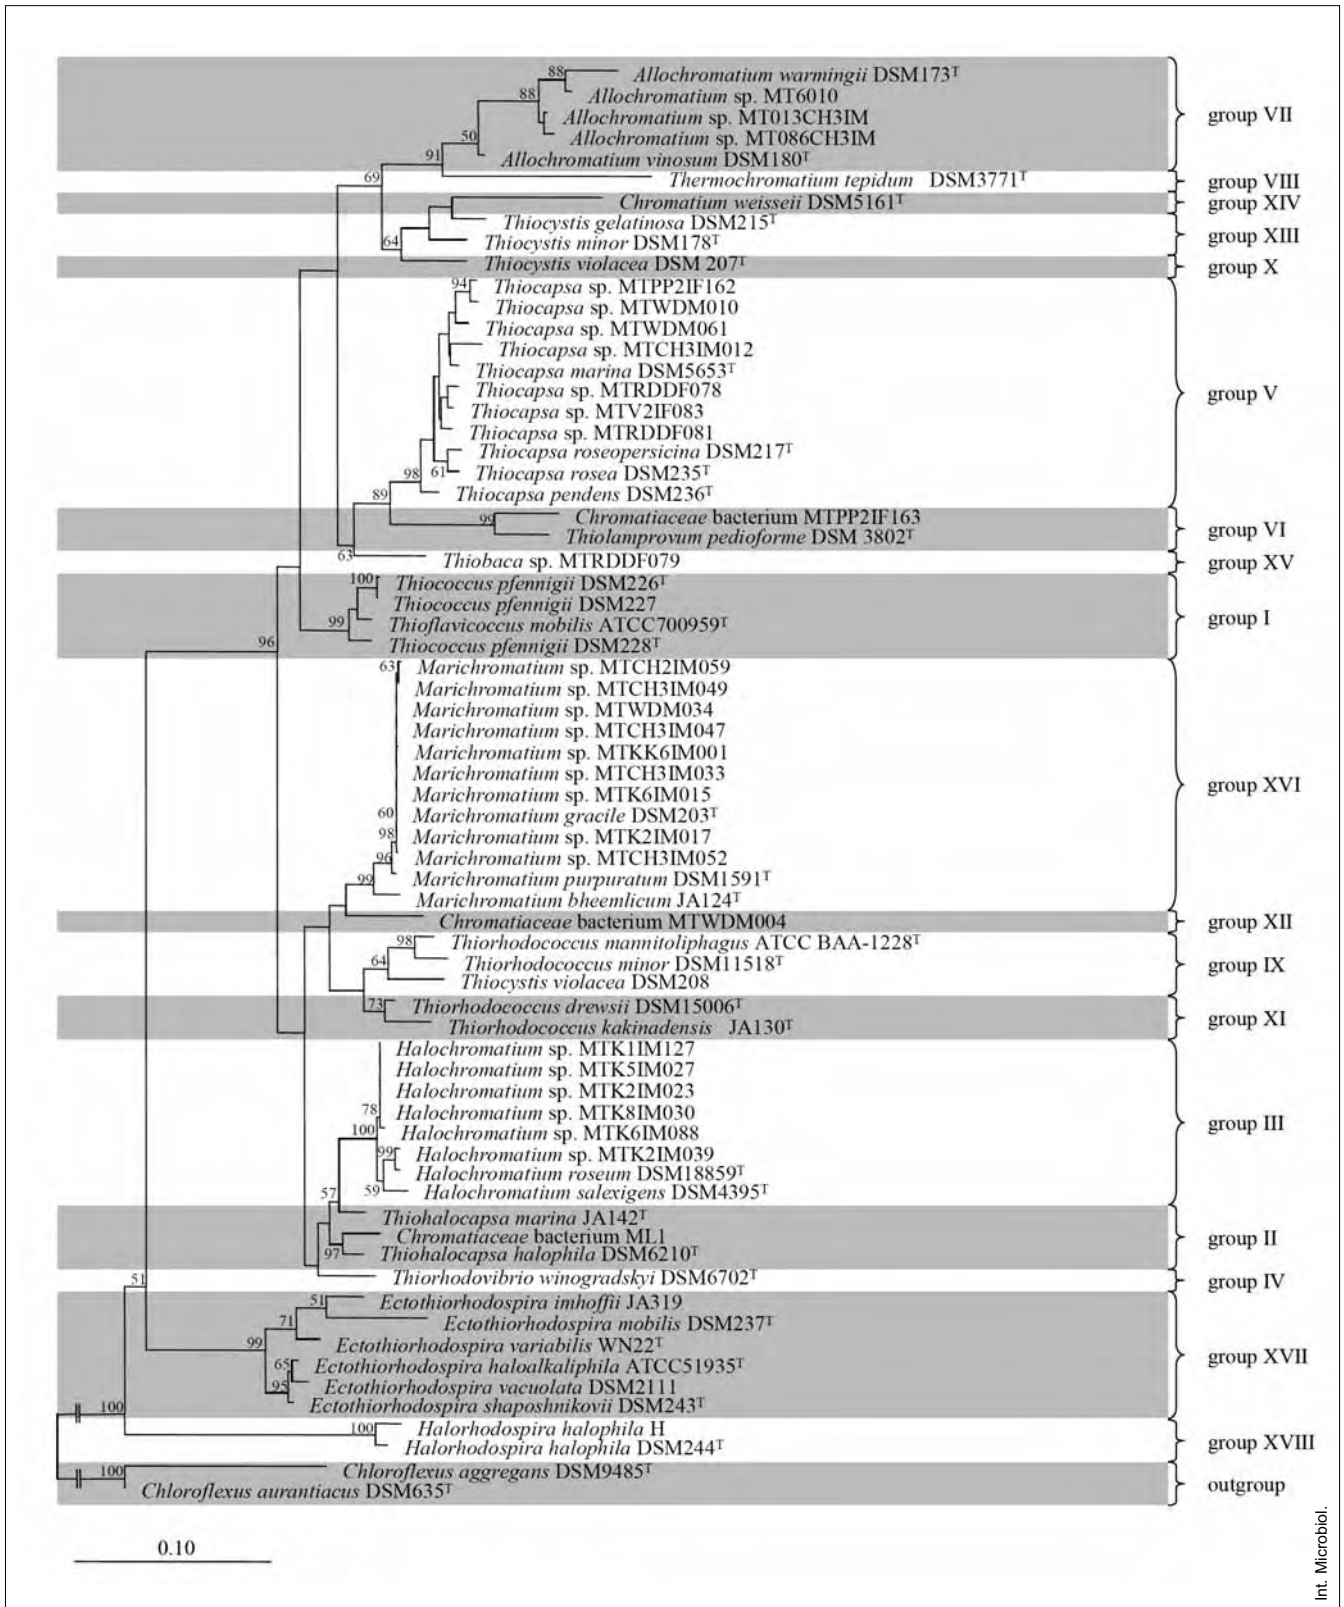 88
Allochromatium warmingii DSM173ᵀ
88
Allochromatium sp. MT6010
Allochromatium sp. MT013CH3IM
group VII
50
Allochromatium sp. MT086CH3IM
91
Allochromatium vinosum DSM180ᵀ
69
Thermochromatium tepidum DSM3771ᵀ
group VIII
Chromatium weisseii DSM5161ᵀ
group XIV
Thiocystis gelatinosa DSM215ᵀ
64
Thiocystis minor DSM178ᵀ
group XIII
Thiocystis violacea DSM 207ᵀ
group X
94
Thiocapsa sp. MTPP2IF162
Thiocapsa sp. MTWDM010
Thiocapsa sp. MTWDM061
Thiocapsa sp. MTCH3IM012
Thiocapsa marina DSM5653ᵀ
Thiocapsa sp. MTRDDF078
group V
Thiocapsa sp. MTV2IF083
Thiocapsa sp. MTRDDF081
Thiocapsa roseopersicina DSM217ᵀ
98
61
Thiocapsa rosea DSM235ᵀ
89
Thiocapsa pendens DSM236ᵀ
99
Chromatiaceae bacterium MTPP2IF163
Thiolamprovum pedioforme DSM 3802ᵀ
group VI
63
Thiobaca sp. MTRDDF079
group XV
100
Thiococcus pfennigii DSM226ᵀ
Thiococcus pfennigii DSM227
99
Thioflavicoccus mobilis ATCC700959ᵀ
group I
96
Thiococcus pfennigii DSM228ᵀ
63
Marichromatium sp. MTCH2IM059
Marichromatium sp. MTCH3IM049
Marichromatium sp. MTWDM034
Marichromatium sp. MTCH3IM047
Marichromatium sp. MTKK6IM001
Marichromatium sp. MTCH3IM033
group XVI
Marichromatium sp. MTK6IM015
60
Marichromatium gracile DSM203ᵀ
98
Marichromatium sp. MTK2IM017
96
Marichromatium sp. MTCH3IM052
99
Marichromatium purpuratum DSM1591ᵀ
Marichromatium bheemlicum JA124ᵀ
Chromatiaceae bacterium MTWDM004
group XII
98
Thiorhodococcus mannitoliphagus ATCC BAA-1228ᵀ
64
Thiorhodococcus minor DSM11518ᵀ
group IX
Thiocystis violacea DSM208
73
Thiorhodococcus drewsii DSM15006ᵀ
Thiorhodococcus kakinadensis JA130ᵀ
group XI
Halochromatium sp. MTK1IM127
Halochromatium sp. MTK5IM027
Halochromatium sp. MTK2IM023
78
Halochromatium sp. MTK8IM030
group III
100
Halochromatium sp. MTK6IM088
99
Halochromatium sp. MTK2IM039
Halochromatium roseum DSM18859ᵀ
57
59
Halochromatium salexigens DSM4395ᵀ
Thiohalocapsa marina JA142ᵀ
Chromatiaceae bacterium ML1
group II
97
Thiohalocapsa halophila DSM6210ᵀ
51
Thiorhodovibrio winogradskyi DSM6702ᵀ
group IV
51
Ectothiorhodospira imhoffii JA319
71
Ectothiorhodospira mobilis DSM237ᵀ
99
Ectothiorhodospira variabilis WN22ᵀ
65
Ectothiorhodospira haloalkaliphila ATCC51935ᵀ
group XVII
95
Ectothiorhodospira vacuolata DSM2111
100
Ectothiorhodospira shaposhnikovii DSM243ᵀ
100
Halorhodospira halophila H
Halorhodospira halophila DSM244ᵀ
group XVIII
100
Chloroflexus aggregans DSM9485ᵀ
Chloroflexus aurantiacus DSM635ᵀ
outgroup
0.10
Int. Microbiol.